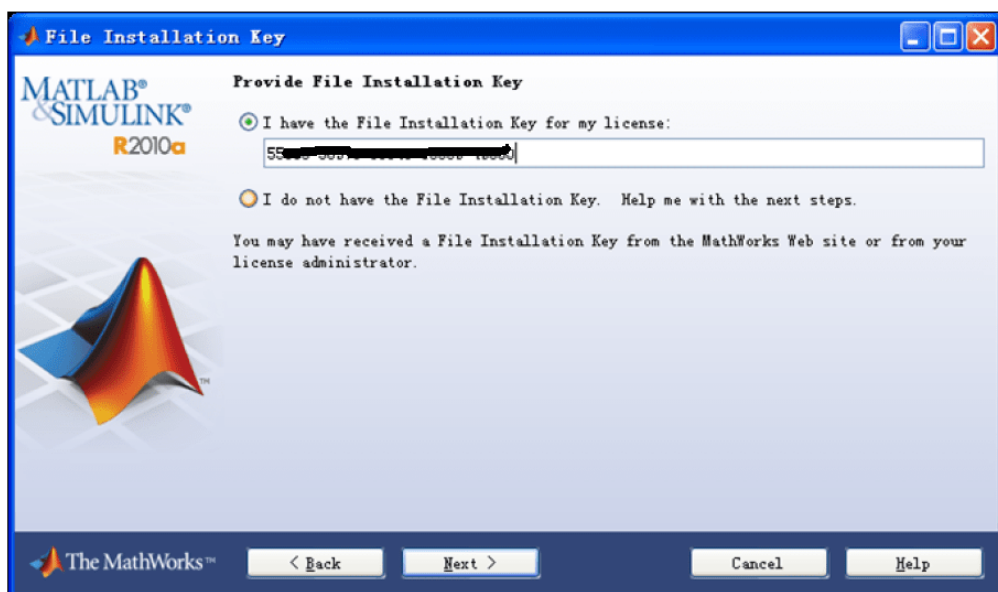 File Installation Key
MATLAB®
&SIMULINK®
R2010a
Provide File Installation Key
I have the File Installation Key for my license:
I do not have the File Installation Key.  Help me with the next steps.
You may have received a File Installation Key from the MathWorks Web site or from your
license administrator.
TM
The MathWorks™
< Back
Next >
Cancel
Help